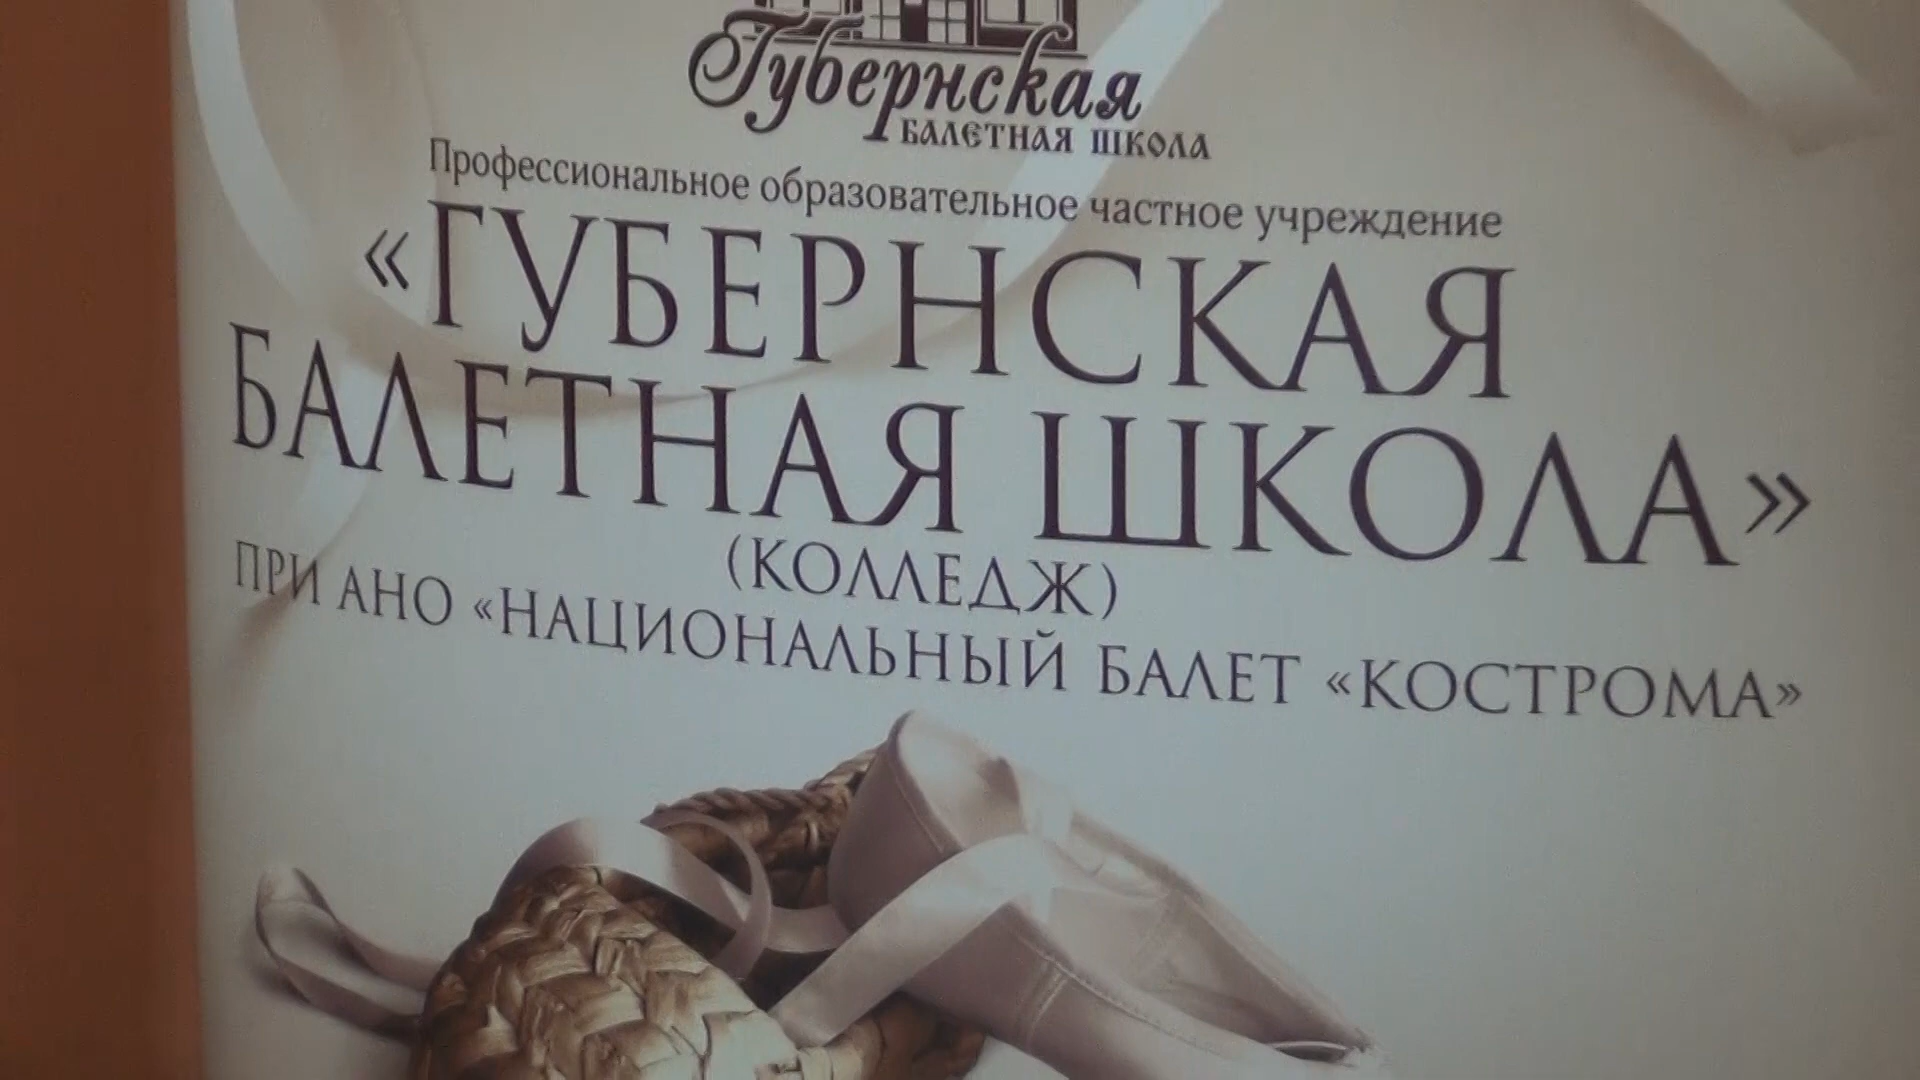 Губернская
БАЛЕТНАЯ ШКОЛА
Профессиональное образовательное частное учреждение
«ГУБЕРНСКАЯ
БАЛЕТНАЯ ШКОЛА»
(КОЛЛЕДЖ)
ПРИ АНО «НАЦИОНАЛЬНЫЙ БАЛЕТ «КОСТРОМА»